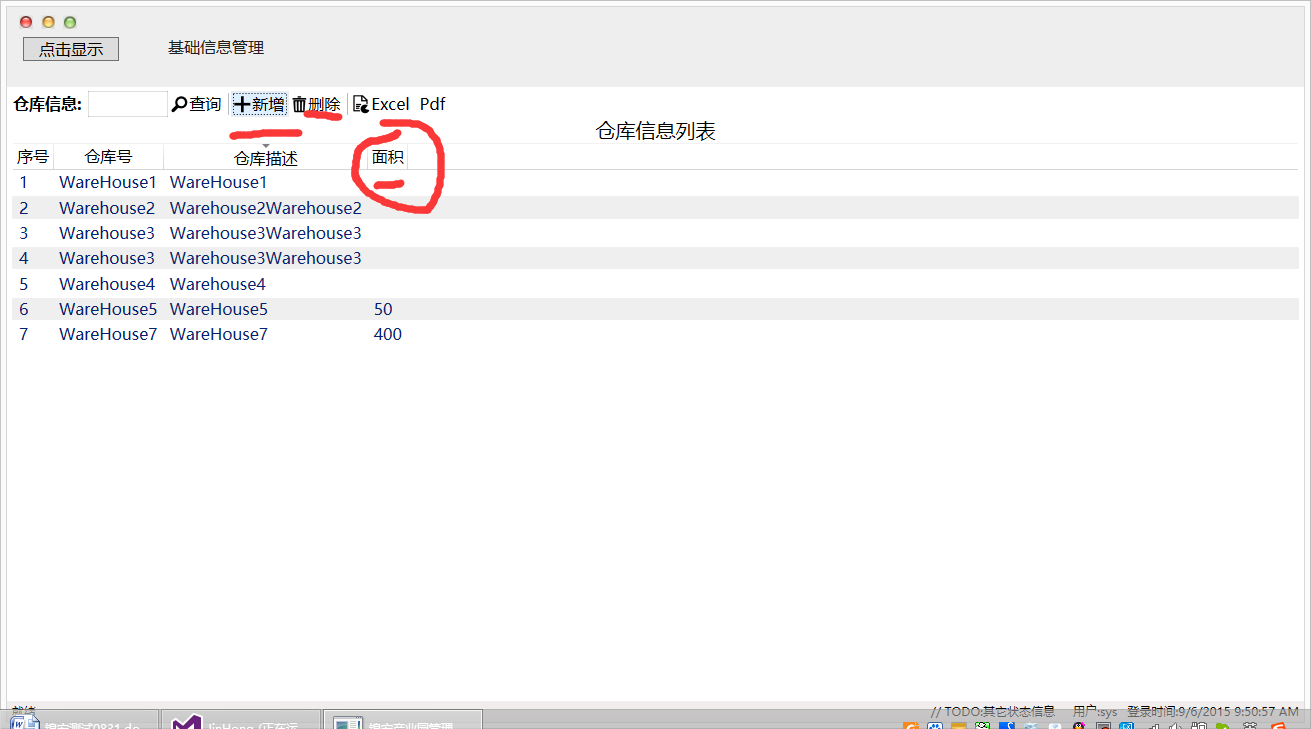 点击显示 基础信息管理
仓库信息: 查询 新增 删除 Excel Pdf
仓库信息列表
序号 仓库号 仓库描述 面积
1 WareHouse1 WareHouse1
2 Warehouse2 Warehouse2Warehouse2
3 Warehouse3 Warehouse3Warehouse3
4 Warehouse3 Warehouse3Warehouse3
5 Warehouse4 Warehouse4
6 WareHouse5 WareHouse5 50
7 WareHouse7 WareHouse7 400
就绪 // TODO:其它状态信息 用户:sys 登录时间:9/6/2015 9:50:57 AM